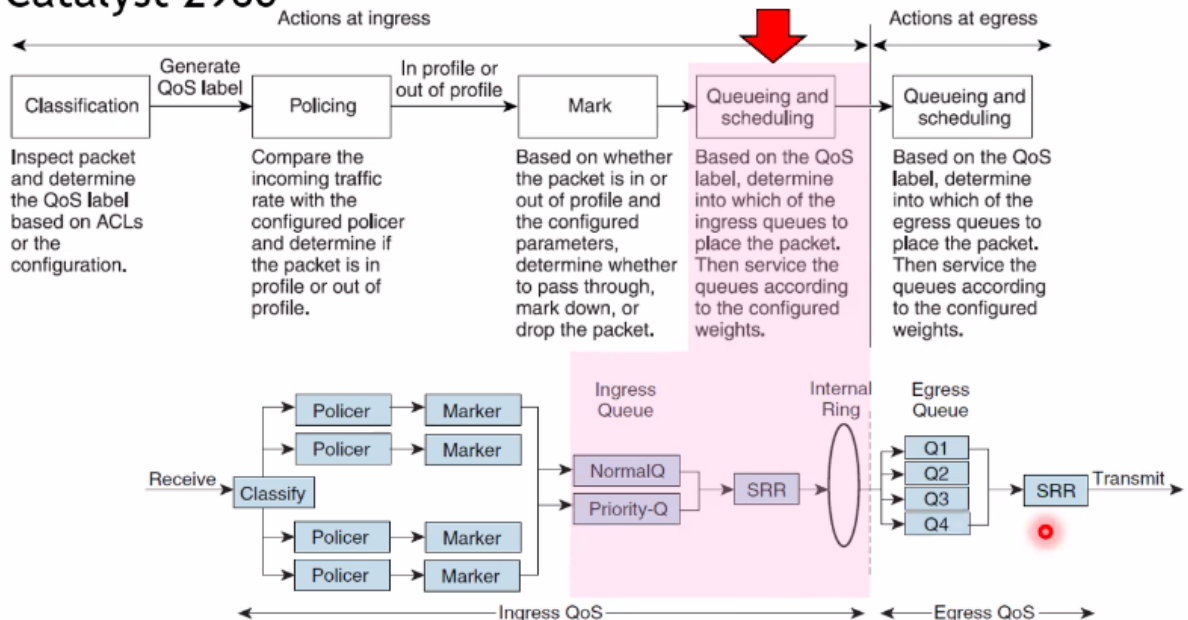 Catalyst 2960
Actions at ingress
Actions at egress
Classification
Generate
QoS label
Policing
In profile or
out of profile
Mark
Queueing and
scheduling
Queueing and
scheduling
Inspect packet
and determine
the QoS label
based on ACLs
or the
configuration.
Compare the
incoming traffic
rate with the
configured policer
and determine if
the packet is in
profile or out of
profile.
Based on whether
the packet is in or
out of profile and
the configured
parameters,
determine whether
to pass through,
mark down, or
drop the packet.
Based on the QoS
label, determine
into which of the
ingress queues to
place the packet.
Then service the
queues according
to the configured
weights.
Based on the QoS
label, determine
into which of the
egress queues to
place the packet.
Then service the
queues according
to the configured
weights.
Receive
Classify
Policer
Marker
Policer
Marker
Policer
Marker
Policer
Marker
Ingress
Queue
NormalQ
Priority-Q
SRR
Internal
Ring
Egress
Queue
Q1
Q2
Q3
Q4
SRR
Transmit
Ingress QoS
Egress QoS